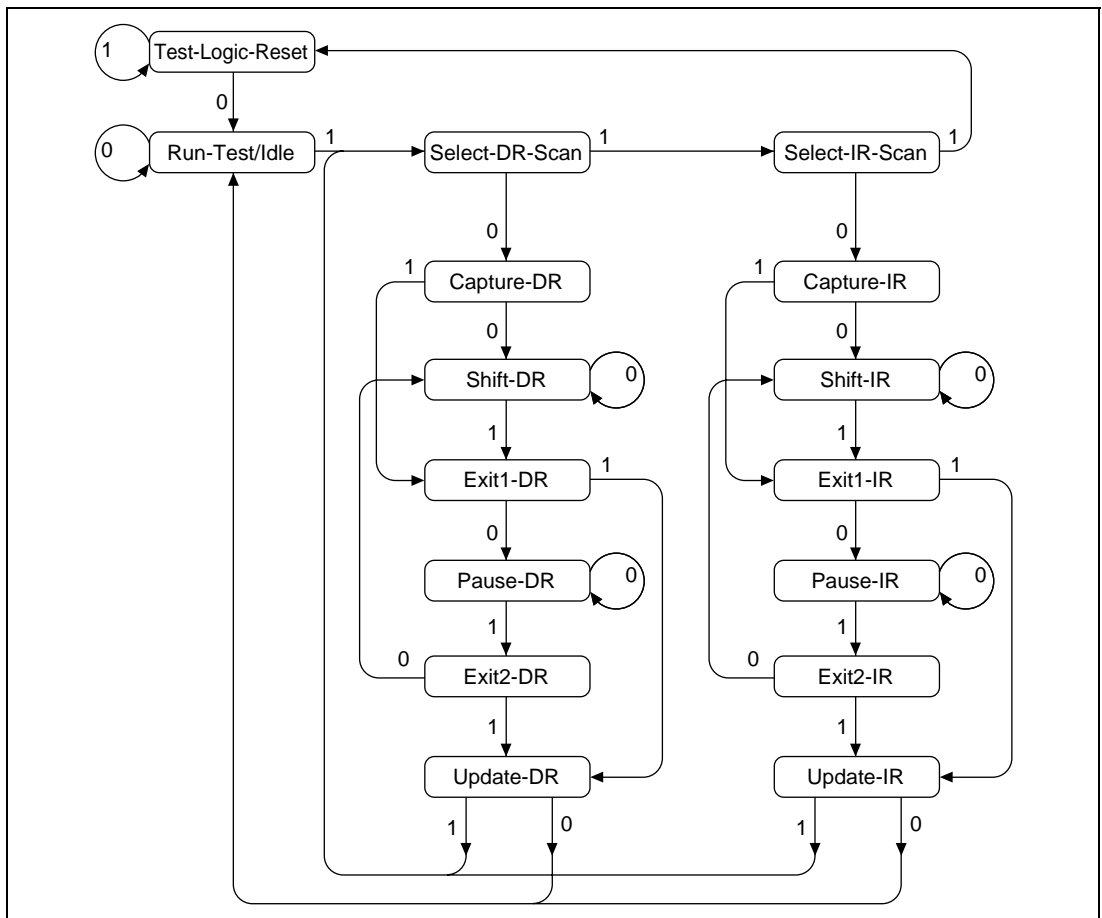 1 Test-Logic-Reset
0
0 Run-Test/Idle 1 Select-DR-Scan 1 Select-IR-Scan 1
0 0
1 Capture-DR 1 Capture-IR
0 0
Shift-DR 0 Shift-IR 0
1 1
Exit1-DR 1 Exit1-IR 1
0 0
Pause-DR 0 Pause-IR 0
1 1
0 Exit2-DR 0 Exit2-IR
1 1
Update-DR Update-IR
1 0 1 0